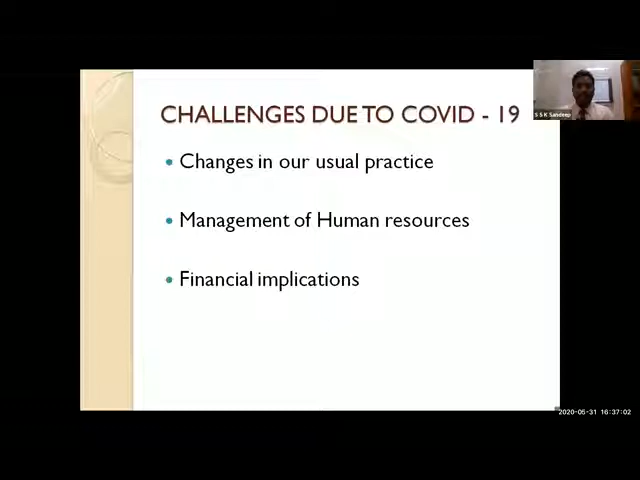 CHALLENGES DUE TO COVID - 19
S S K Sandeep
• Changes in our usual practice
• Management of Human resources
• Financial implications
2020-05-31 16:37:02